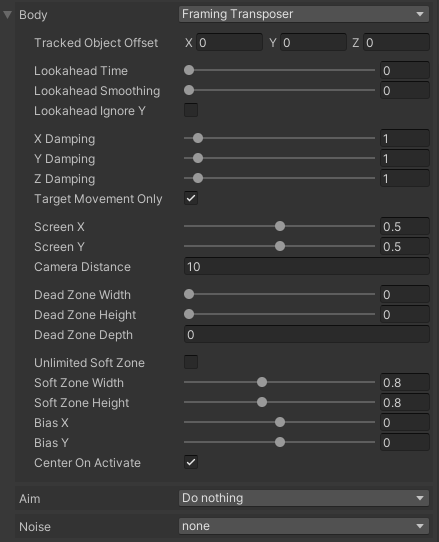 Body Framing Transposer
Tracked Object Offset X 0 Y 0 Z 0
Lookahead Time 0
Lookahead Smoothing 0
Lookahead Ignore Y
X Damping 1
Y Damping 1
Z Damping 1
Target Movement Only
Screen X 0.5
Screen Y 0.5
Camera Distance 10
Dead Zone Width 0
Dead Zone Height 0
Dead Zone Depth 0
Unlimited Soft Zone
Soft Zone Width 0.8
Soft Zone Height 0.8
Bias X 0
Bias Y 0
Center On Activate
Aim Do nothing
Noise none